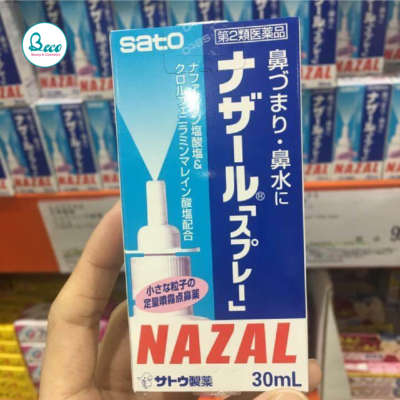 Beco
Beauty & Cosmetics
sato
第2類医薬品
鼻づまり・鼻水に
ナザール®「スプレー」
ナファゾリン塩酸塩&
クロルフェニラミンマレイン酸塩配合
小さな粒子の
定量噴霧点鼻薬
NAZAL
サトウ製薬
30mL